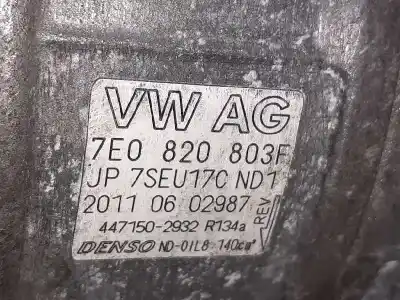 VW AG
7E0 820 803F
JP 7SEU17C ND1
2011 06 02987 REV
447150-2932 R134a
DENSO ND-OIL8 140cm³